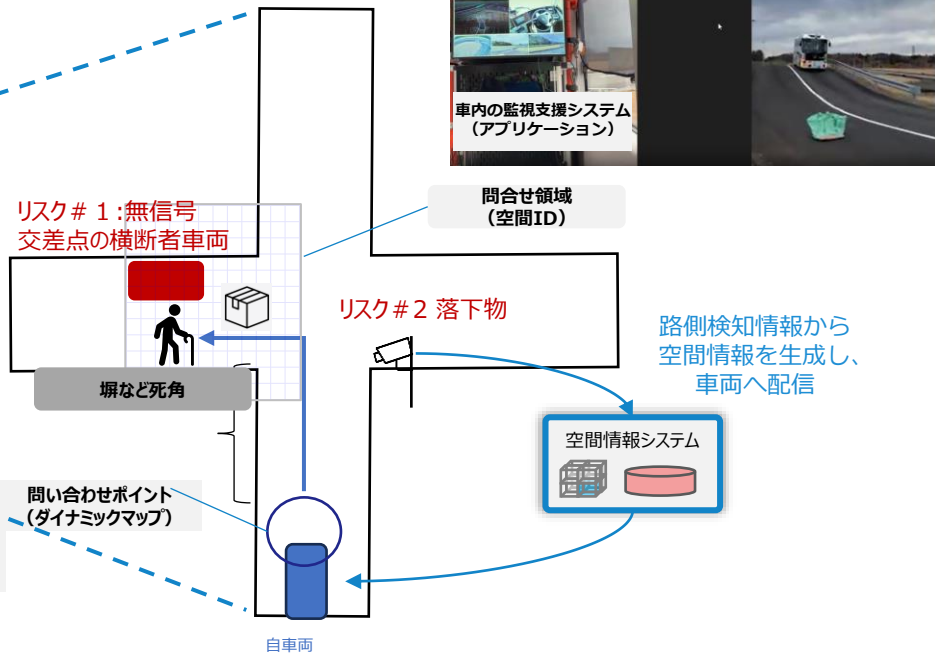 車内の監視支援システム
（アプリケーション）
問合せ領域
（空間ID）
リスク＃1：無信号
交差点の横断者車両
リスク＃2 落下物
路側検知情報から
空間情報を生成し、
車両へ配信
塀など死角
空間情報システム
問い合わせポイント
（ダイナミックマップ）
自車両